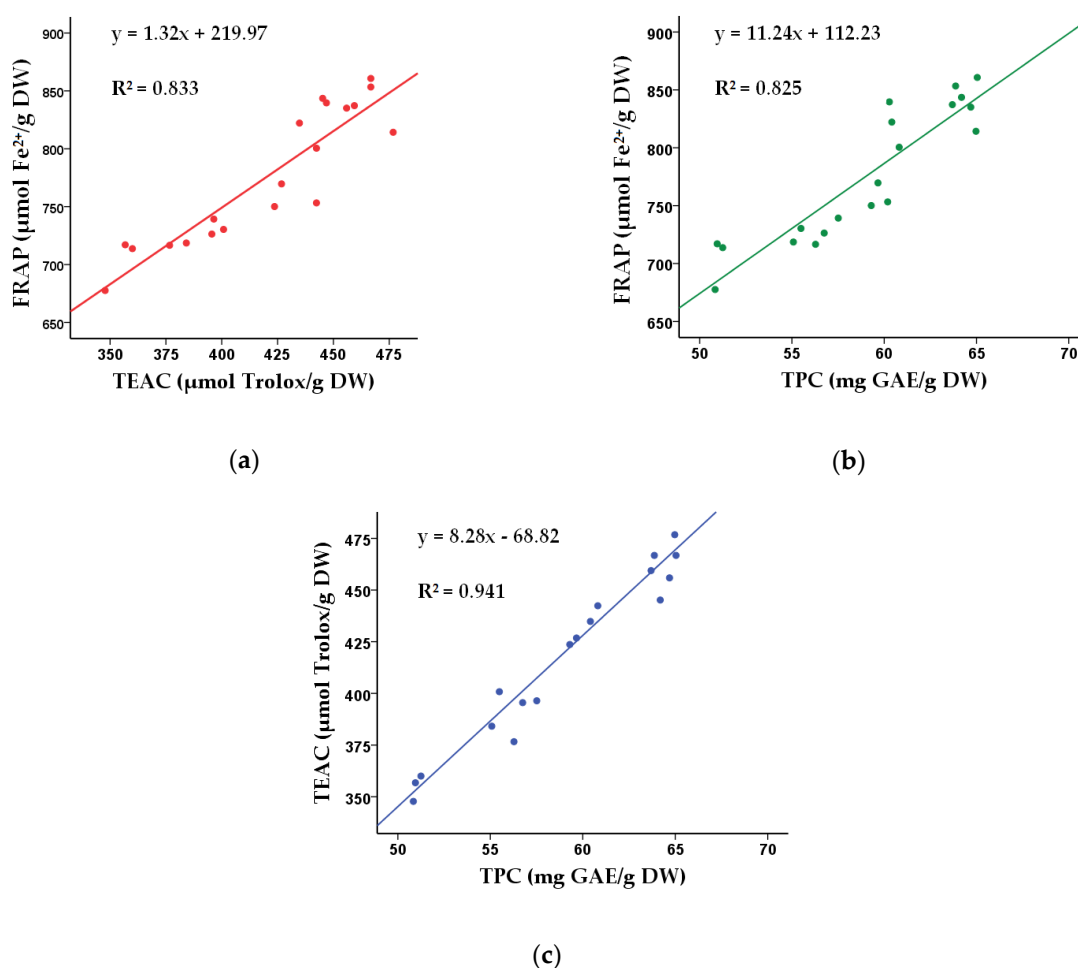 y = 1.32x + 219.97
R² = 0.833
FRAP (µmol Fe²⁺/g DW)
900
850
800
750
700
650
350 375 400 425 450 475
TEAC (µmol Trolox/g DW)
(a)
y = 11.24x + 112.23
R² = 0.825
FRAP (µmol Fe²⁺/g DW)
900
850
800
750
700
650
50 55 60 65 70
TPC (mg GAE/g DW)
(b)
y = 8.28x - 68.82
R² = 0.941
TEAC (µmol Trolox/g DW)
475
450
425
400
375
350
50 55 60 65 70
TPC (mg GAE/g DW)
(c)